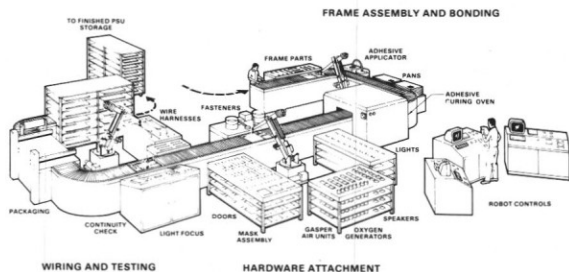 FRAME ASSEMBLY AND BONDING
TO FINISHED PSU
STORAGE
FRAME PARTS
ADHESIVE
APPLICATOR
PANS
ADHESIVE
CURING OVEN
WIRE
HARNESSES
FASTENERS
LIGHTS
PACKAGING
CONTINUITY
CHECK
LIGHT FOCUS
DOORS
MASK
ASSEMBLY
GASPER
AIR UNITS
OXYGEN
GENERATORS
SPEAKERS
ROBOT CONTROLS
WIRING AND TESTING
HARDWARE ATTACHMENT